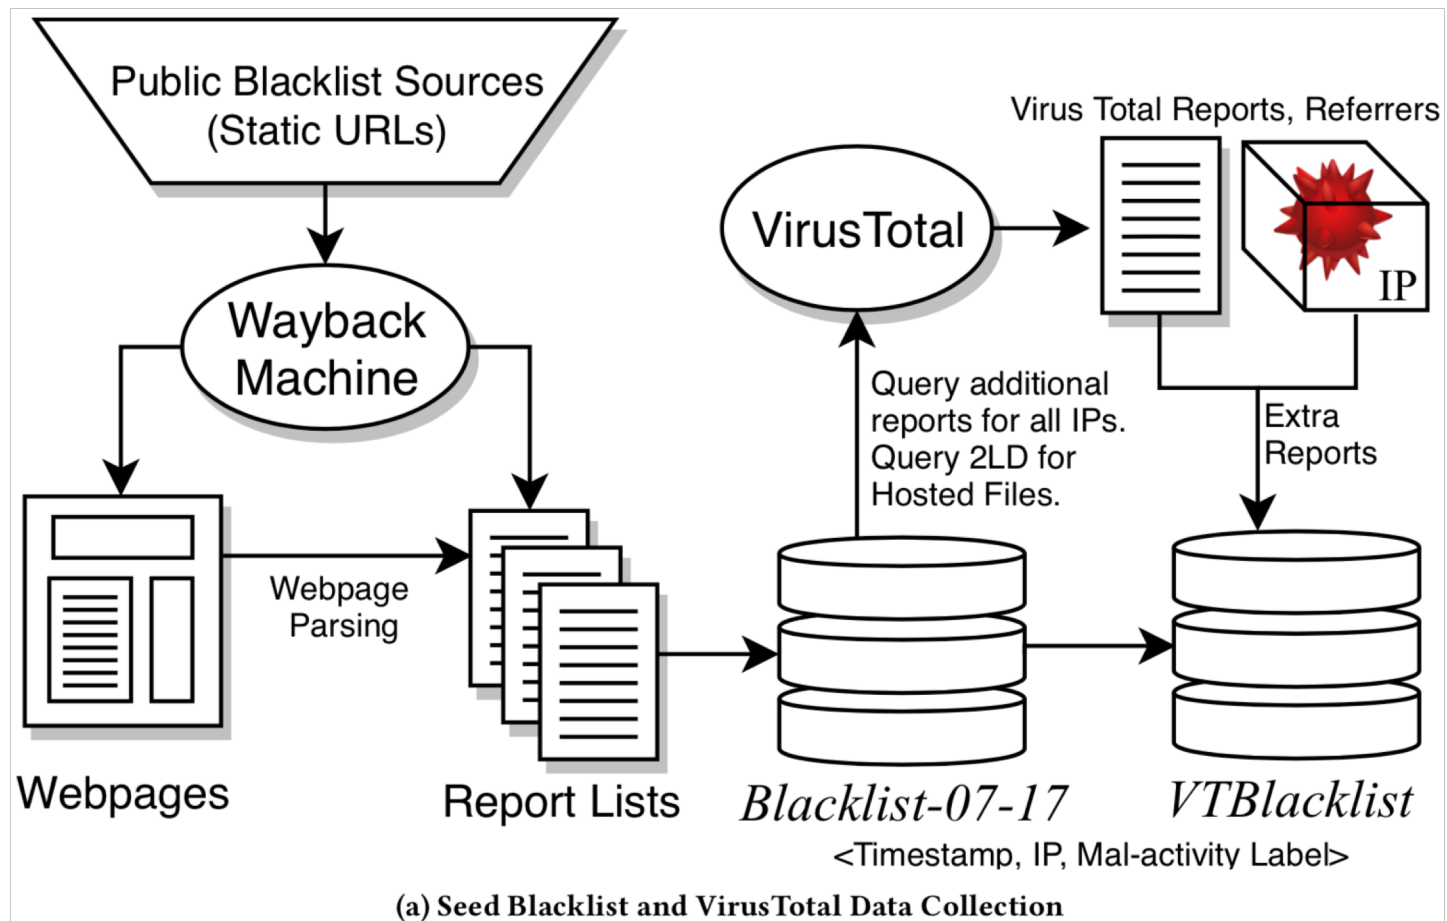 Public Blacklist Sources
(Static URLs)
Wayback
Machine
Webpages
Webpage
Parsing
Report Lists
VirusTotal
Virus Total Reports, Referrers
IP
Query additional
reports for all IPs.
Query 2LD for
Hosted Files.
Extra
Reports
Blacklist-07-17
VTBlacklist
<Timestamp, IP, Mal-activity Label>
(a) Seed Blacklist and VirusTotal Data Collection